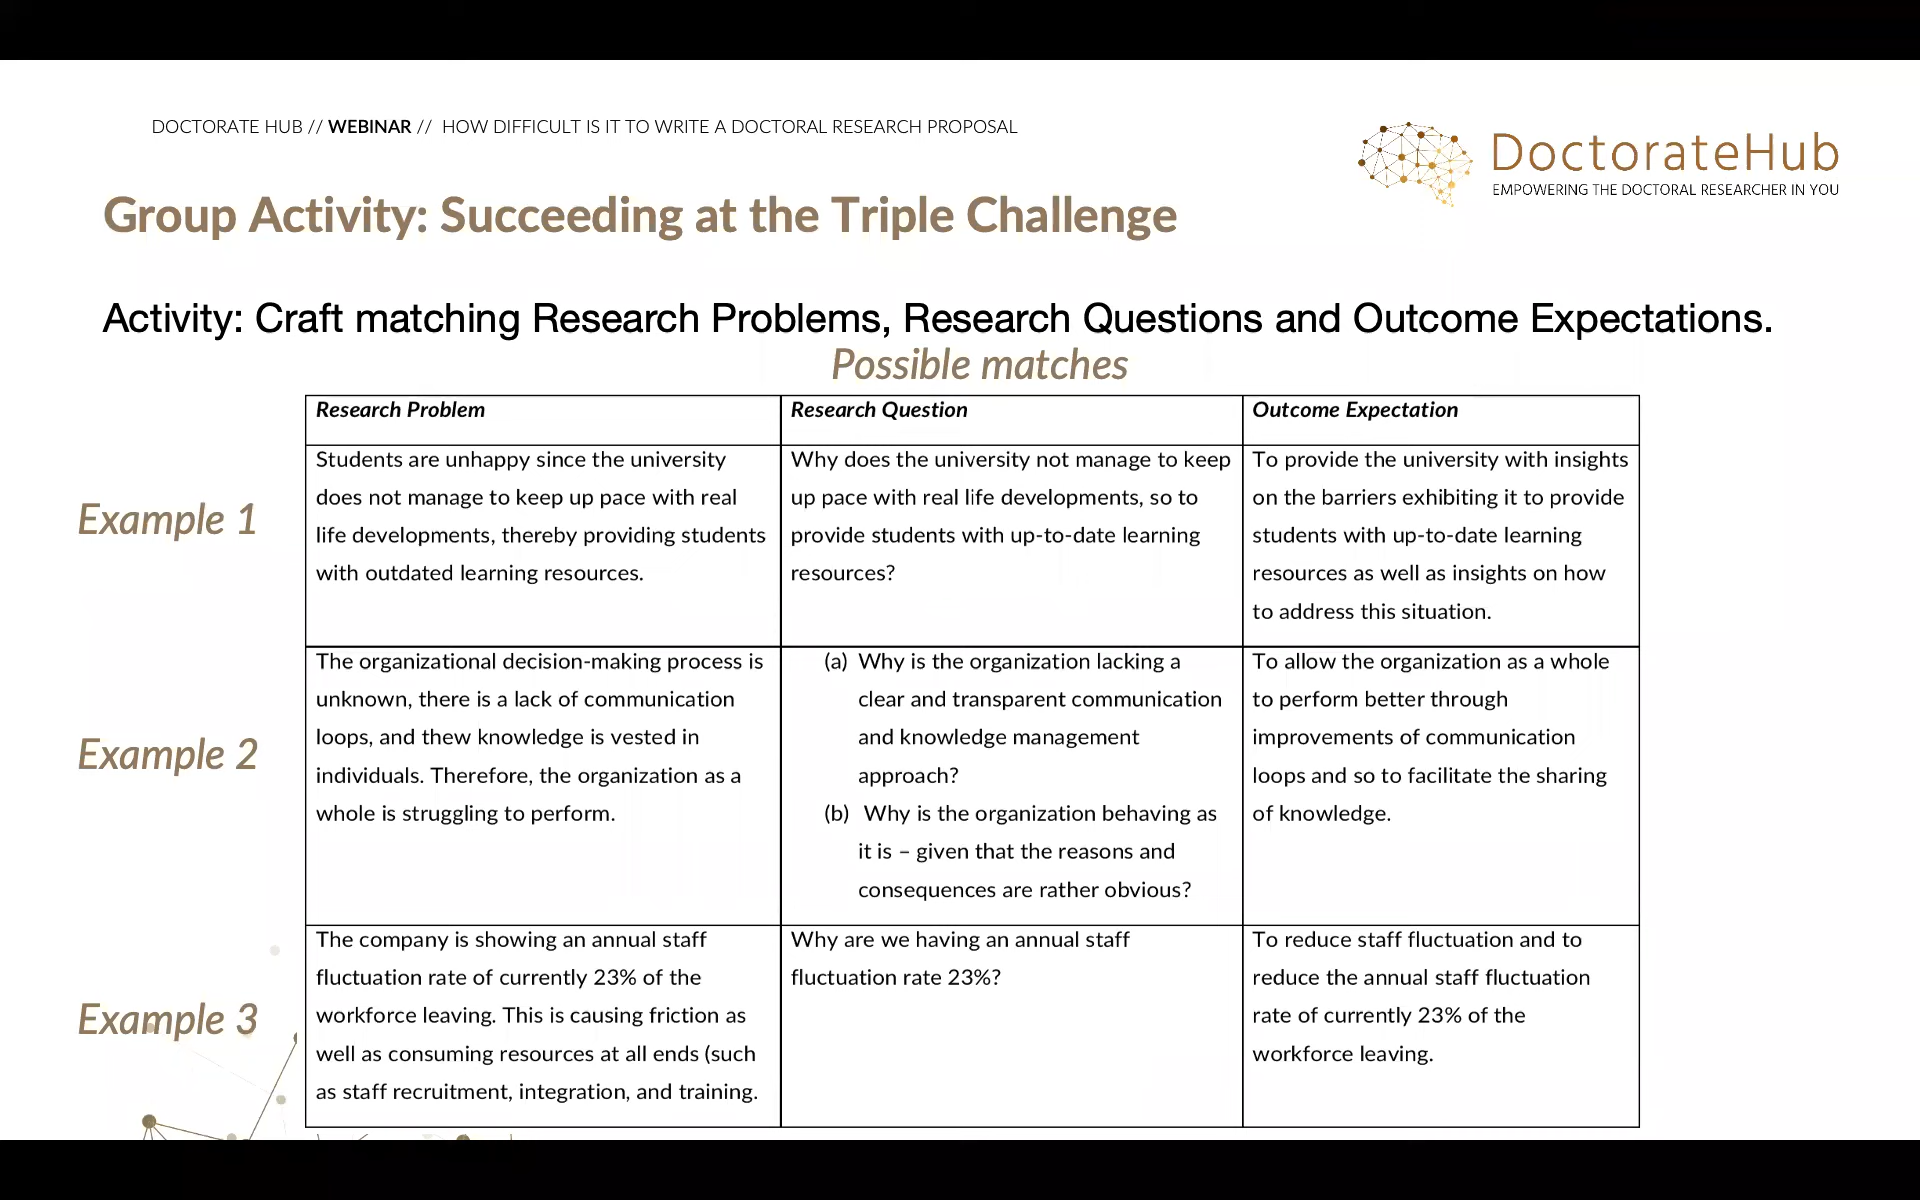 DOCTORATE HUB // WEBINAR // HOW DIFFICULT IS IT TO WRITE A DOCTORAL RESEARCH PROPOSAL
DoctorateHub
EMPOWERING THE DOCTORAL RESEARCHER IN YOU
Group Activity: Succeeding at the Triple Challenge
Activity: Craft matching Research Problems, Research Questions and Outcome Expectations.
Possible matches
Research Problem
Research Question
Outcome Expectation
Example 1
Students are unhappy since the university
does not manage to keep up pace with real
life developments, thereby providing students
with outdated learning resources.
Why does the university not manage to keep
up pace with real life developments, so to
provide students with up-to-date learning
resources?
To provide the university with insights
on the barriers exhibiting it to provide
students with up-to-date learning
resources as well as insights on how
to address this situation.
Example 2
The organizational decision-making process is
unknown, there is a lack of communication
loops, and thew knowledge is vested in
individuals. Therefore, the organization as a
whole is struggling to perform.
(a) Why is the organization lacking a
clear and transparent communication
and knowledge management
approach?
(b) Why is the organization behaving as
it is – given that the reasons and
consequences are rather obvious?
To allow the organization as a whole
to perform better through
improvements of communication
loops and so to facilitate the sharing
of knowledge.
Example 3
The company is showing an annual staff
fluctuation rate of currently 23% of the
workforce leaving. This is causing friction as
well as consuming resources at all ends (such
as staff recruitment, integration, and training.
Why are we having an annual staff
fluctuation rate 23%?
To reduce staff fluctuation and to
reduce the annual staff fluctuation
rate of currently 23% of the
workforce leaving.